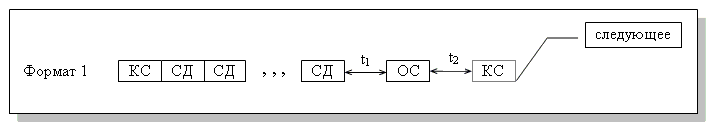 следующее
t1 t2
Формат 1 КС СД СД , , , СД ОС КС